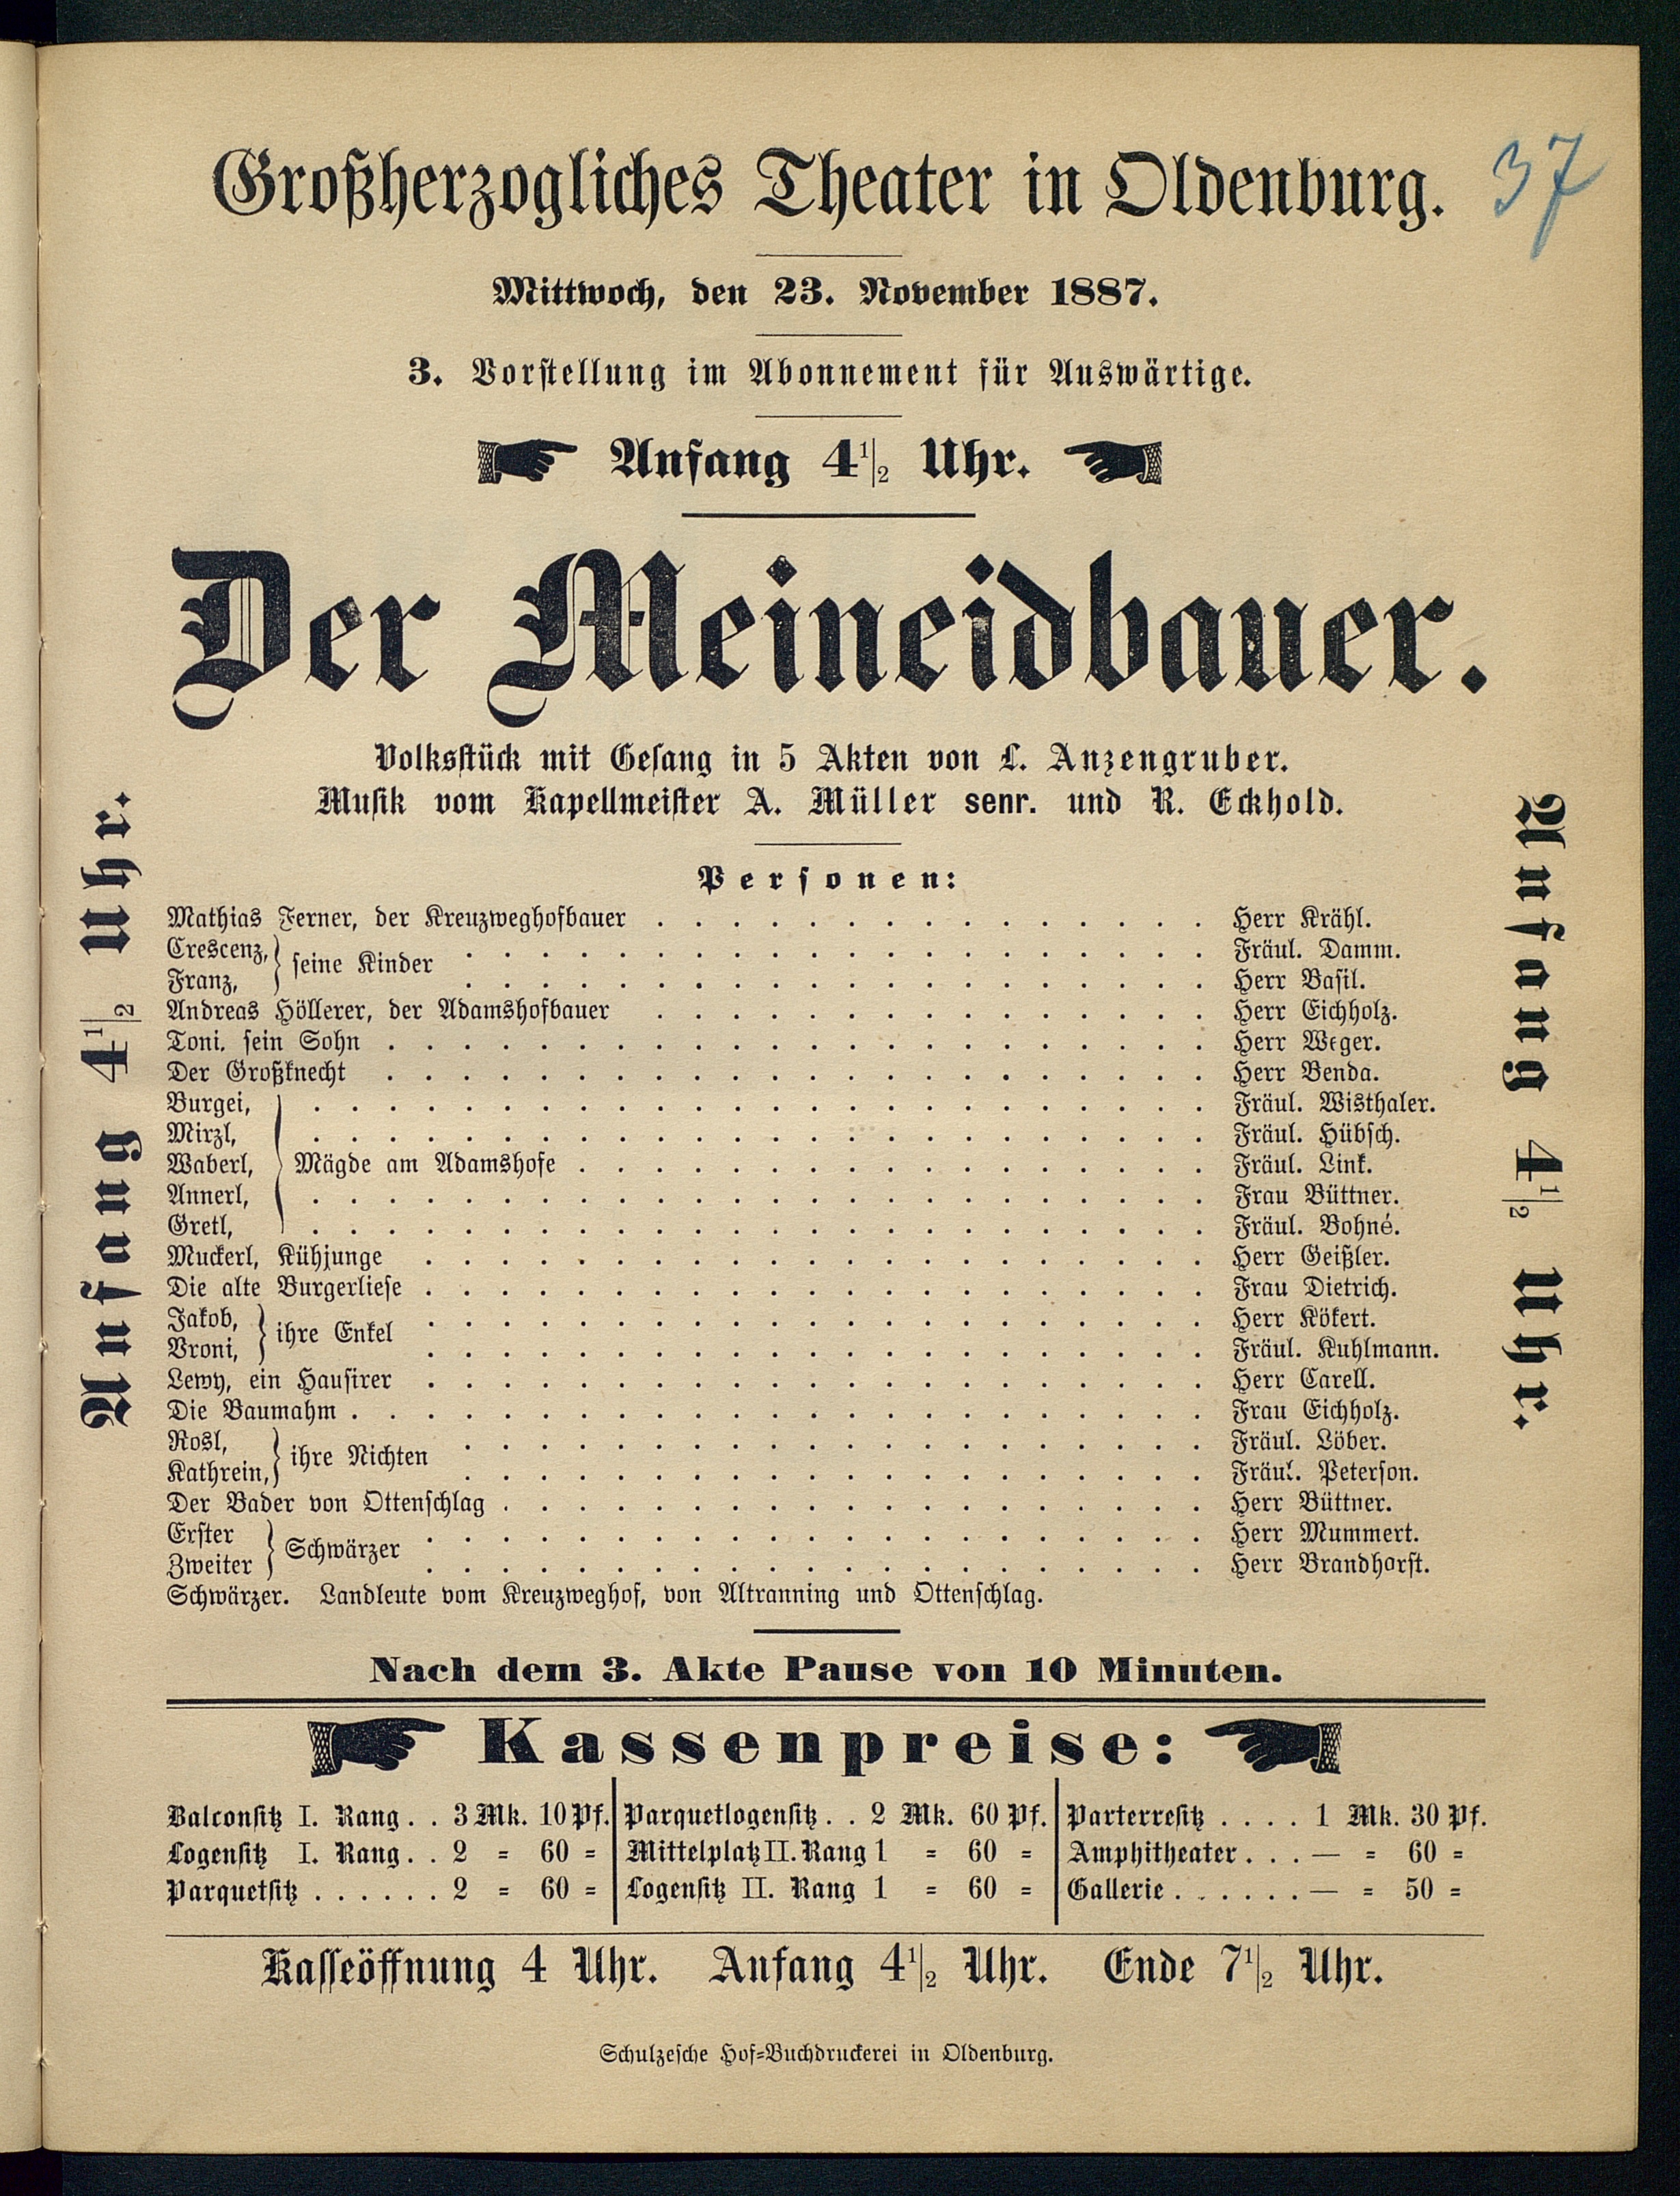 Großherzogliches Theater in Oldenburg.
37
Mittwoch, den 23. November 1887.
3. Vorstellung im Abonnement für Auswärtige.
Anfang 4½ Uhr.
Der Meineidbauer.
Volksstück mit Gesang in 5 Akten von L. Anzengruber.
Musik vom Kapellmeister A. Müller senr. und R. Eckhold.
Anfang 4½ Uhr.
Anfang 4½ Uhr.
Personen:
Mathias Ferner, der Kreuzweghofbauer . . . . . . . . . . . . . . . Herr Krähl.
Crescenz, } seine Kinder . . . . . . . . . . . . . . . . . . . . Fräul. Damm.
Franz, . . . . . . . . . . . . . . . . . . . . Herr Basil.
Andreas Höllerer, der Adamshofbauer . . . . . . . . . . . . . . . Herr Eichholz.
Toni. sein Sohn . . . . . . . . . . . . . . . . . . . . . . Herr Weger.
Der Großknecht . . . . . . . . . . . . . . . . . . . . . . Herr Benda.
Burgei, . . . . . . . . . . . . . . . . . . . . . . . . Fräul. Wisthaler.
Mirzl, . . . . . . . . . . . . . . . . . . . . . . . . Fräul. Hübsch.
Waberl, } Mägde am Adamshofe . . . . . . . . . . . . . . . . . Fräul. Link.
Annerl, . . . . . . . . . . . . . . . . . . . . . . . . Frau Büttner.
Gretl, . . . . . . . . . . . . . . . . . . . . . . . . Fräul. Bohné.
Muckerl, Kühjunge . . . . . . . . . . . . . . . . . . . . . Herr Geißler.
Die alte Burgerliese . . . . . . . . . . . . . . . . . . . . . Frau Dietrich.
Jakob, } ihre Enkel . . . . . . . . . . . . . . . . . . . . . Herr Kökert.
Vroni, . . . . . . . . . . . . . . . . . . . . . Fräul. Kuhlmann.
Lewy, ein Hausirer . . . . . . . . . . . . . . . . . . . . . Herr Carell.
Die Baumahm . . . . . . . . . . . . . . . . . . . . . . . Frau Eichholz.
Rosl, } ihre Nichten . . . . . . . . . . . . . . . . . . . . Fräul. Löber.
Kathrein, . . . . . . . . . . . . . . . . . . . . Fräul. Peterson.
Der Bader von Ottenschlag . . . . . . . . . . . . . . . . . . . Herr Büttner.
Erster } Schwärzer . . . . . . . . . . . . . . . . . . . . . Herr Mummert.
Zweiter . . . . . . . . . . . . . . . . . . . . . Herr Brandhorst.
Schwärzer. Landleute vom Kreuzweghof, von Altranning und Ottenschlag.
Nach dem 3. Akte Pause von 10 Minuten.
Kassenpreise:
Balconsitz I. Rang . . 3 Mk. 10 Pf. Parquetlogensitz . . 2 Mk. 60 Pf. Parterresitz . . . . 1 Mk. 30 Pf.
Logensitz I. Rang . . 2 = 60 = Mittelplatz II. Rang 1 = 60 = Amphitheater . . . — = 60 =
Parquetsitz . . . . . . 2 = 60 = Logensitz II. Rang 1 = 60 = Gallerie . . . . . . — = 50 =
Kasseöffnung 4 Uhr. Anfang 4½ Uhr. Ende 7½ Uhr.
Schulzesche Hof=Buchdruckerei in Oldenburg.